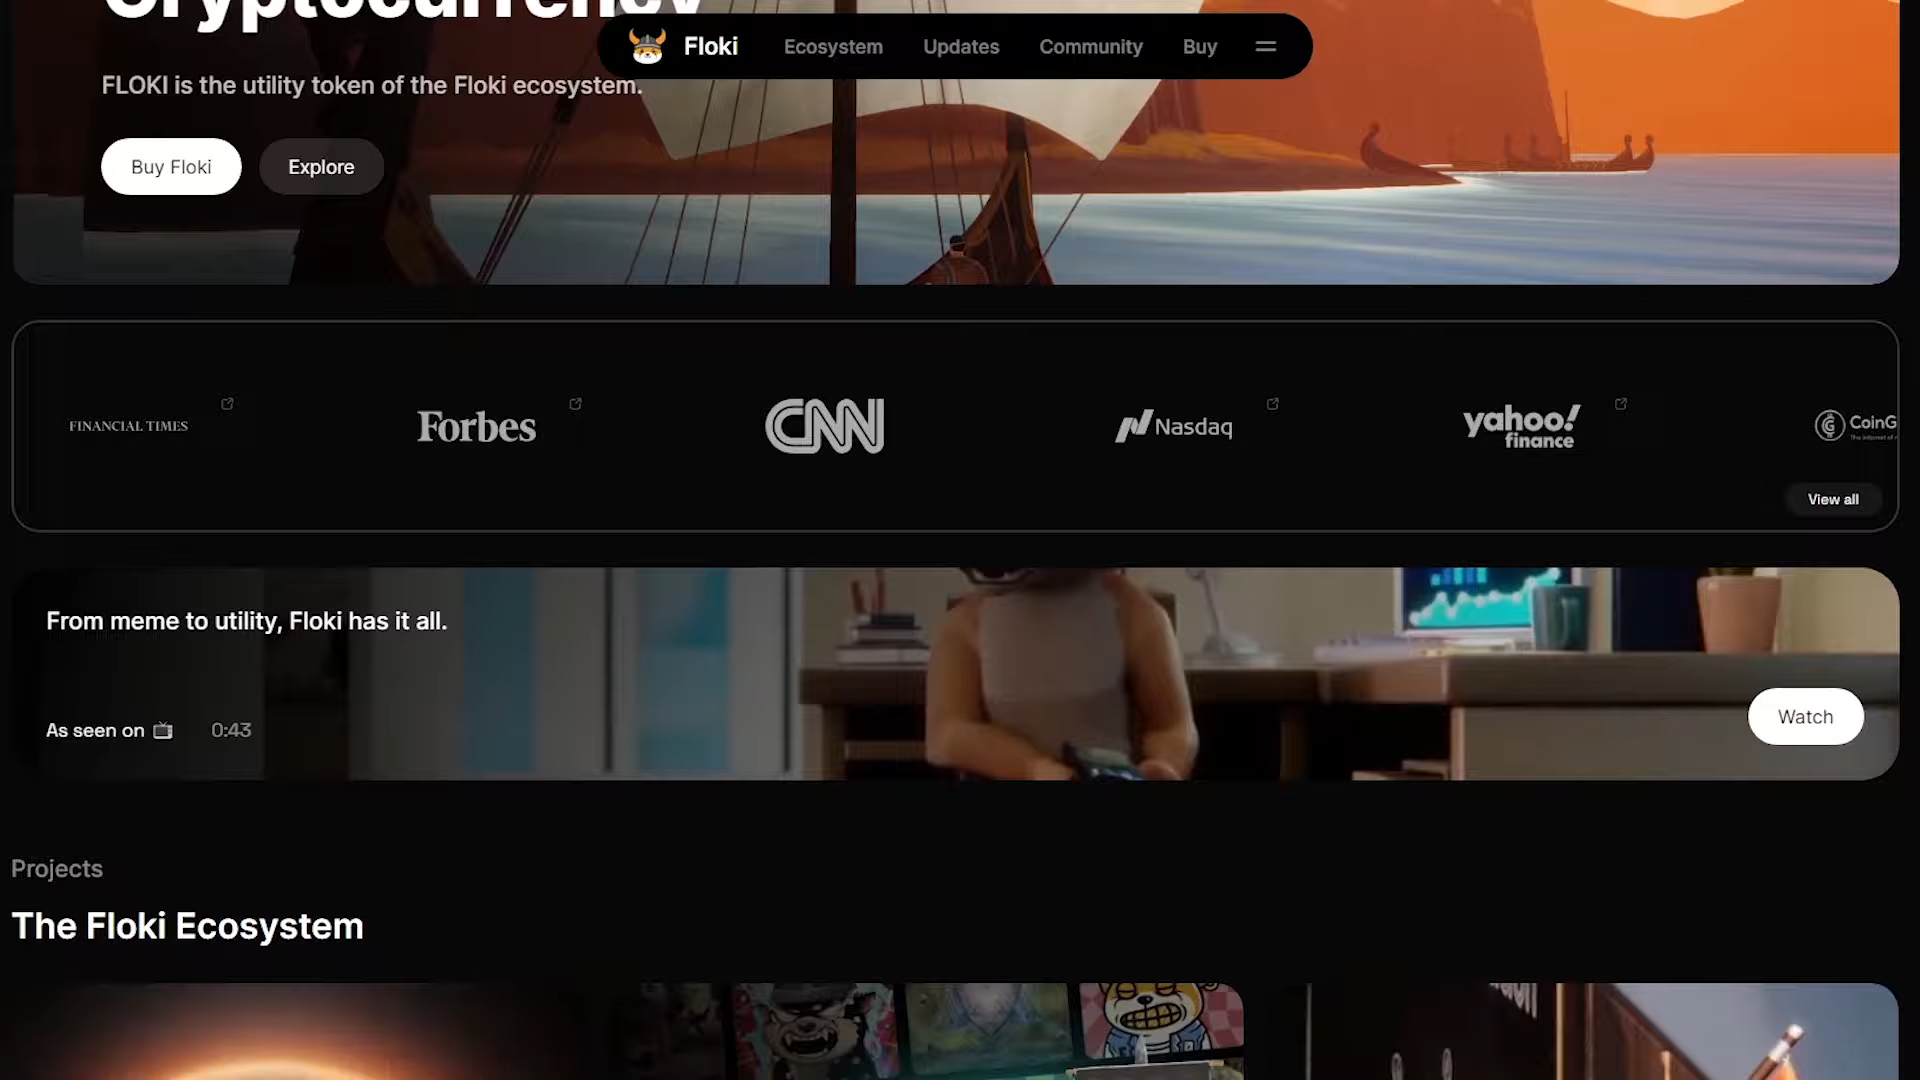 Cryptocurrency
Floki
Ecosystem
Updates
Community
Buy
FLOKI is the utility token of the Floki ecosystem.
Buy Floki
Explore
FINANCIAL TIMES
Forbes
CNN
Nasdaq
yahoo!
finance
CoinG
View all
From meme to utility, Floki has it all.
As seen on
0:43
Watch
Projects
The Floki Ecosystem